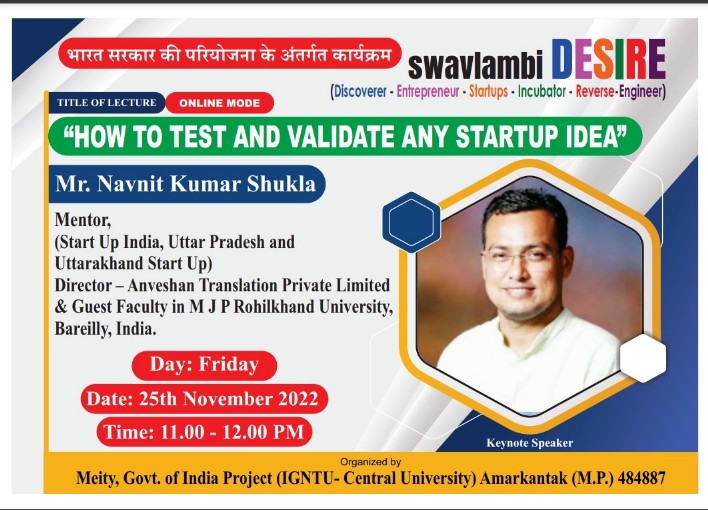 भारत सरकार की परियोजना के अंतर्गत कार्यक्रम
swavlambi DESIRE
(Discoverer - Entrepreneur - Startups - Incubator - Reverse-Engineer)
TITLE OF LECTURE
ONLINE MODE
“HOW TO TEST AND VALIDATE ANY STARTUP IDEA”
Mr. Navnit Kumar Shukla
Mentor,
(Start Up India, Uttar Pradesh and
Uttarakhand Start Up)
Director – Anveshan Translation Private Limited
& Guest Faculty in M J P Rohilkhand University,
Bareilly, India.
Day: Friday
Date: 25th November 2022
Time: 11.00 - 12.00 PM
Keynote Speaker
Organized by
Meity, Govt. of India Project (IGNTU- Central University) Amarkantak (M.P.) 484887